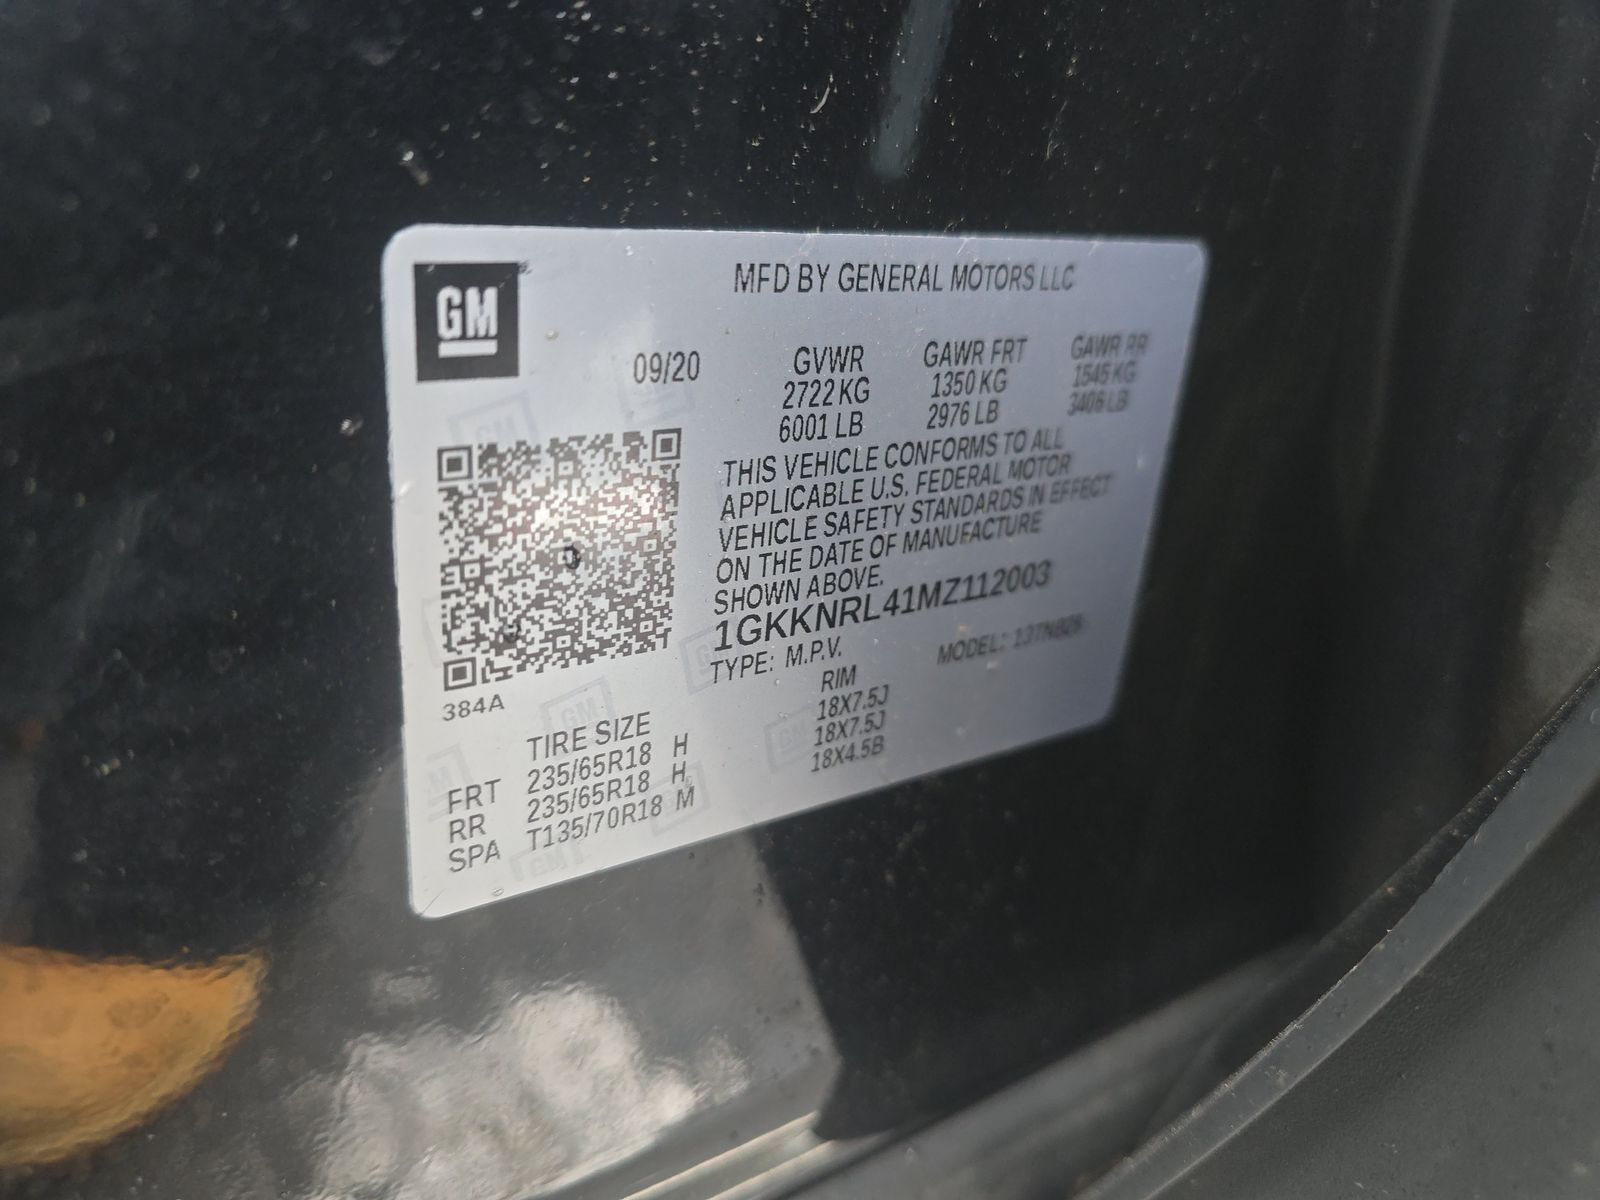 GM
MFD BY GENERAL MOTORS LLC
09/20
GVWR GAWR FRT GAWR RR
2722 KG 1350 KG 1545 KG
6001 LB 2976 LB 3406 LB
THIS VEHICLE CONFORMS TO ALL
APPLICABLE U.S. FEDERAL MOTOR
VEHICLE SAFETY STANDARDS IN EFFECT
ON THE DATE OF MANUFACTURE
SHOWN ABOVE.
1GKKNRL41MZ112003
TYPE: M.P.V. MODEL:
384A
TIRE SIZE RIM
FRT 235/65R18 H 18X7.5J
RR 235/65R18 H 18X7.5J
SPA T135/70R18 M 18X4.5B